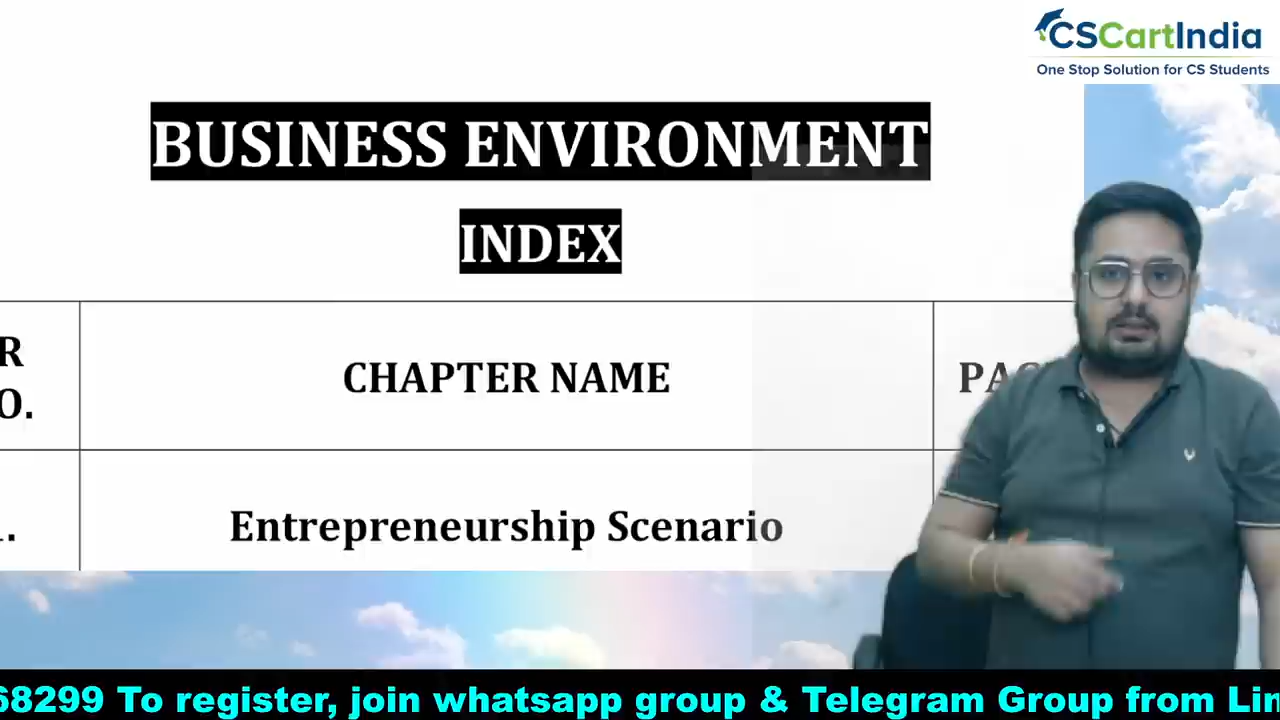 CSCartIndia
One Stop Solution for CS Students
BUSINESS ENVIRONMENT
INDEX
CHAPTER NAME
Entrepreneurship Scenario
68299 To register, join whatsapp group & Telegram Group from